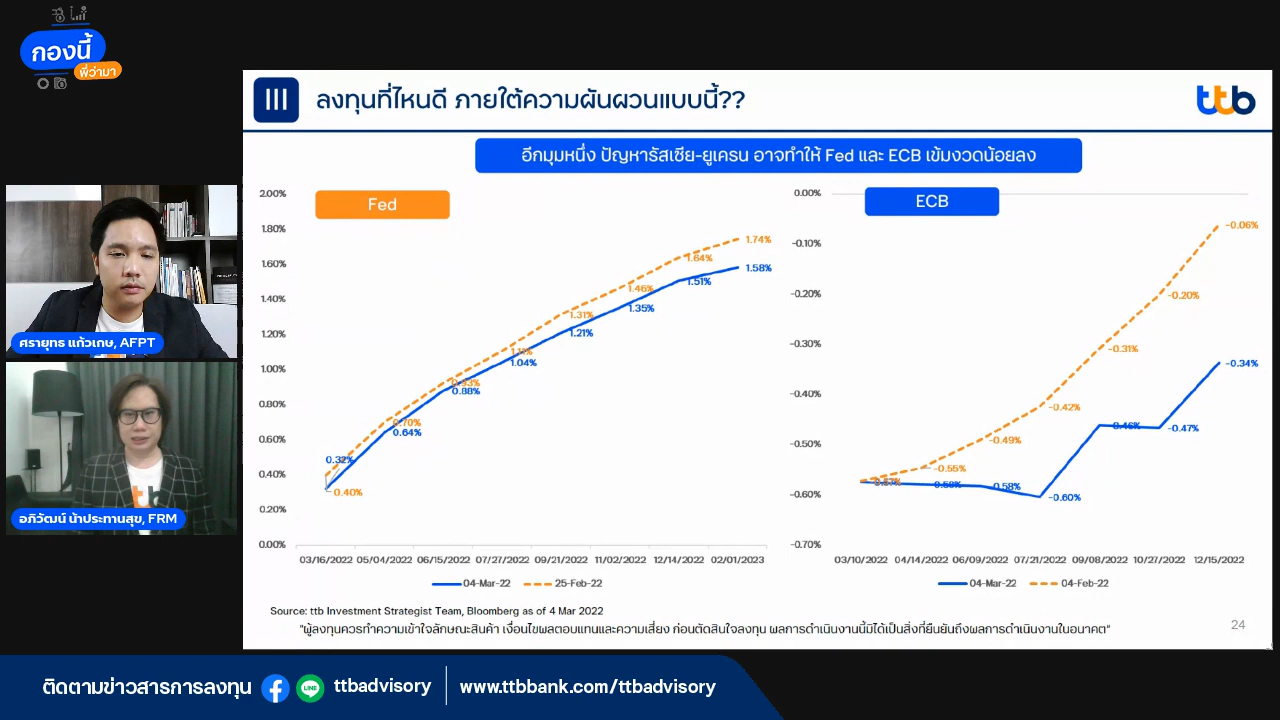 กองนี้
พี่ว่ามา
III
ลงทุนที่ไหนดี ภายใต้ความผันผวนแบบนี้??
ttb
อีกมุมหนึ่ง ปัญหารัสเซีย-ยูเครน อาจทำให้ Fed และ ECB เข้มงวดน้อยลง
Fed
2.00%
1.80%
1.60%
1.40%
1.20%
1.00%
0.80%
0.60%
0.40%
0.20%
0.00%
1.74%
1.64%
1.58%
1.51%
1.46%
1.35%
1.31%
1.21%
1.11%
1.04%
0.93%
0.88%
0.70%
0.64%
0.32%
0.40%
03/16/2022 05/04/2022 06/15/2022 07/27/2022 09/21/2022 11/02/2022 12/14/2022 02/01/2023
04-Mar-22 25-Feb-22
ECB
0.00%
-0.10%
-0.20%
-0.30%
-0.40%
-0.50%
-0.60%
-0.70%
-0.06%
-0.20%
-0.31%
-0.34%
-0.42%
-0.46%
-0.47%
-0.49%
-0.55%
-0.57%
-0.58%
-0.58%
-0.60%
03/10/2022 04/14/2022 06/09/2022 07/21/2022 09/08/2022 10/27/2022 12/15/2022
04-Mar-22 04-Feb-22
Source: ttb Investment Strategist Team, Bloomberg as of 4 Mar 2022
"ผู้ลงทุนควรทำความเข้าใจลักษณะสินค้า เงื่อนไขผลตอบแทนและความเสี่ยง ก่อนตัดสินใจลงทุน ผลการดำเนินงานนี้มิได้เป็นสิ่งที่ยืนยันถึงผลการดำเนินงานในอนาคต"
24
ศรายุทธ แก้วเกษ, AFPT
ttb
อภิวัฒน์ น้าประทานสุข, FRM
ติดตามข่าวสารการลงทุน LINE ttbadvisory www.ttbbank.com/ttbadvisory